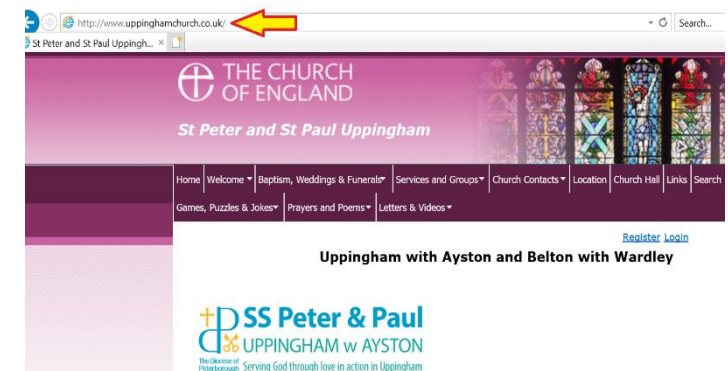 http://www.uppinghamchurch.co.uk/
Search...
St Peter and St Paul Uppingh...
THE CHURCH
OF ENGLAND
St Peter and St Paul Uppingham
Home Welcome Baptism, Weddings & Funerals Services and Groups Church Contacts Location Church Hall Links Search
Games, Puzzles & Jokes Prayers and Poems Letters & Videos
Register Login
Uppingham with Ayston and Belton with Wardley
SS Peter & Paul
UPPINGHAM w AYSTON
The Diocese of
Peterborough Serving God through love in action in Uppingham